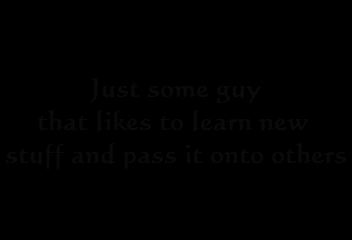 Just some guy
that likes to learn new
stuff and pass it onto others